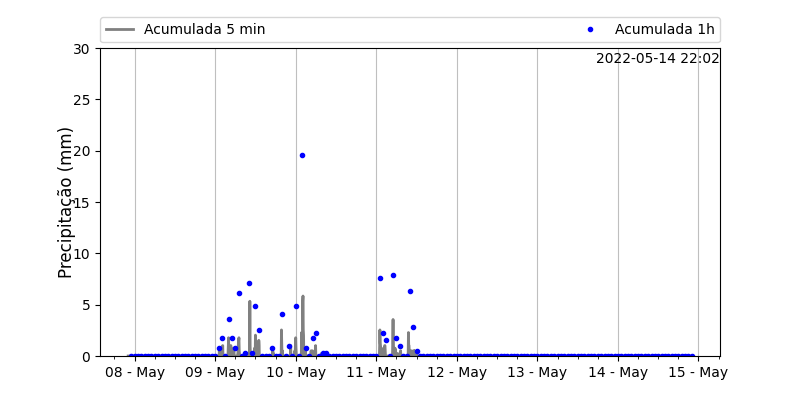 Acumulada 5 min
Acumulada 1h
2022-05-14 22:02
Precipitação (mm)
30
25
20
15
10
5
0
08 - May
09 - May
10 - May
11 - May
12 - May
13 - May
14 - May
15 - May